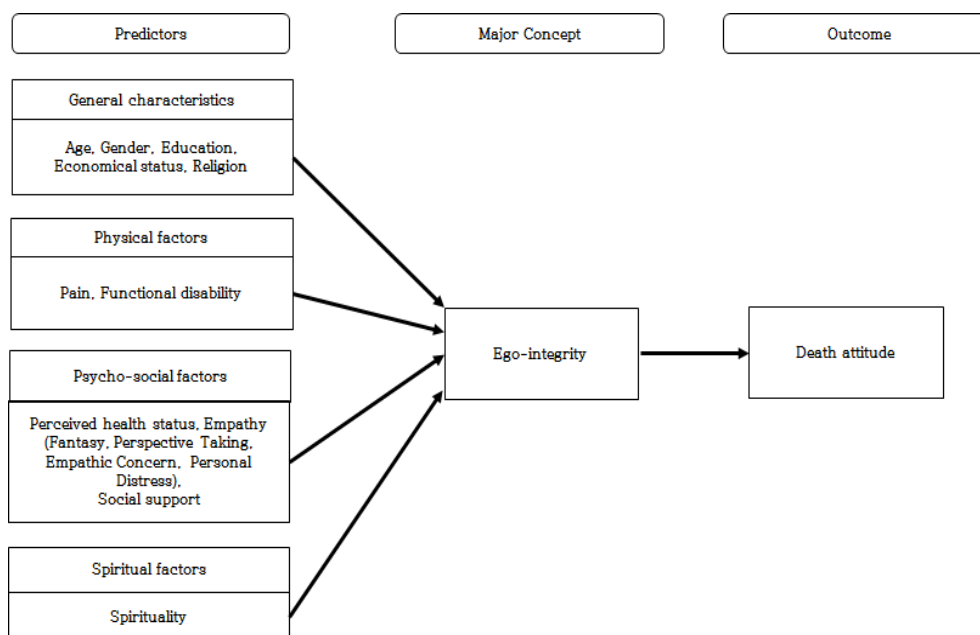 Predictors
Major Concept
Outcome
General characteristics
Age, Gender, Education,
Economical status, Religion
Physical factors
Pain, Functional disability
Psycho-social factors
Perceived health status, Empathy
(Fantasy, Perspective Taking,
Empathic Concern, Personal
Distress),
Social support
Spiritual factors
Spirituality
Ego-integrity
Death attitude